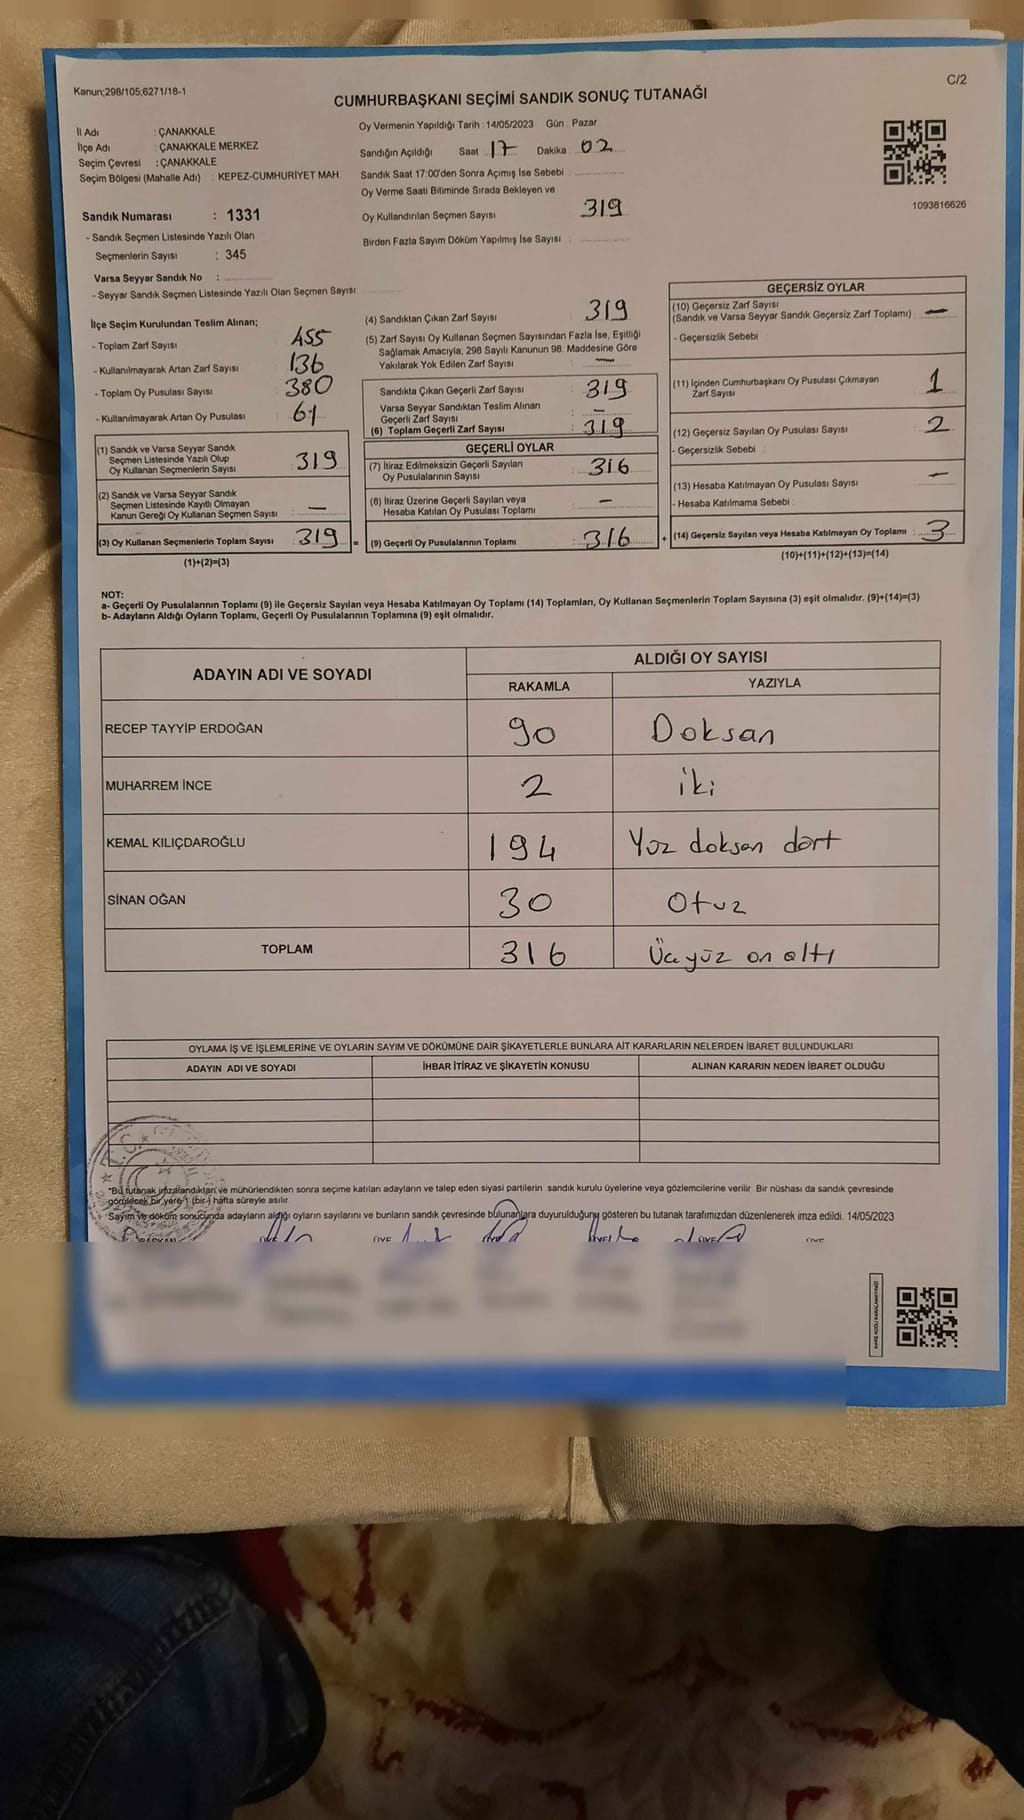 Kanun;298/105;6271/18-1
C/2
CUMHURBAŞKANI SEÇİMİ SANDIK SONUÇ TUTANAĞI
İl Adı : ÇANAKKALE
İlçe Adı : ÇANAKKALE MERKEZ
Seçim Çevresi : ÇANAKKALE
Seçim Bölgesi (Mahalle Adı) : KEPEZ-CUMHURİYET MAH.
Sandık Numarası : 1331
- Sandık Seçmen Listesinde Yazılı Olan
Seçmenlerin Sayısı : 345
Varsa Seyyar Sandık No :
- Seyyar Sandık Seçmen Listesinde Yazılı Olan Seçmen Sayısı:
Oy Vermenin Yapıldığı Tarih : 14/05/2023 Gün : Pazar
Sandığın Açıldığı Saat 17 Dakika : 02
Sandık Saat 17:00'den Sonra Açımış İse Sebebi :
Oy Verme Saati Bitiminde Sırada Bekleyen ve
Oy Kullandırılan Seçmen Sayısı 319
Birden Fazla Sayım Döküm Yapılmış İse Sayısı :
1093816626
İlçe Seçim Kurulundan Teslim Alınan;
- Toplam Zarf Sayısı 455
- Kullanılmayarak Artan Zarf Sayısı 136
- Toplam Oy Pusulası Sayısı 380
- Kullanılmayarak Artan Oy Pusulası 61
(1) Sandık ve Varsa Seyyar Sandık
Seçmen Listesinde Yazılı Olup
Oy Kullanan Seçmenlerin Sayısı : 319
(2) Sandık ve Varsa Seyyar Sandık
Seçmen Listesinde Kayıtlı Olmayan
Kanun Gereği Oy Kullanan Seçmen Sayısı : —
(3) Oy Kullanan Seçmenlerin Toplam Sayısı : 319 =
(1)+(2)=(3)
(4) Sandıktan Çıkan Zarf Sayısı : 319
(5) Zarf Sayısı Oy Kullanan Seçmen Sayısından Fazla İse, Eşitliği
Sağlamak Amacıyla, 298 Sayılı Kanunun 98. Maddesine Göre
Yakılarak Yok Edilen Zarf Sayısı : —
Sandıkta Çıkan Geçerli Zarf Sayısı : 319
Varsa Seyyar Sandıktan Teslim Alınan
Geçerli Zarf Sayısı : —
(6) Toplam Geçerli Zarf Sayısı : 319
GEÇERLİ OYLAR
(7) İtiraz Edilmeksizin Geçerli Sayılan
Oy Pusulalarının Sayısı : 316
(8) İtiraz Üzerine Geçerli Sayılan veya
Hesaba Katılan Oy Pusulası Toplamı : —
(9) Geçerli Oy Pusulalarının Toplamı : 316 +
GEÇERSİZ OYLAR
(10) Geçersiz Zarf Sayısı
(Sandık ve Varsa Seyyar Sandık Geçersiz Zarf Toplamı) : —
- Geçersizlik Sebebi :
(11) İçinden Cumhurbaşkanı Oy Pusulası Çıkmayan
Zarf Sayısı : 1
(12) Geçersiz Sayılan Oy Pusulası Sayısı : 2
- Geçersizlik Sebebi :
(13) Hesaba Katılmayan Oy Pusulası Sayısı : —
- Hesaba Katılmama Sebebi :
(14) Geçersiz Sayılan veya Hesaba Katılmayan Oy Toplamı : 3
(10)+(11)+(12)+(13)=(14)
NOT:
a- Geçerli Oy Pusulalarının Toplamı (9) ile Geçersiz Sayılan veya Hesaba Katılmayan Oy Toplamı (14) Toplamları, Oy Kullanan Seçmenlerin Toplam Sayısına (3) eşit olmalıdır. (9)+(14)=(3)
b- Adayların Aldığı Oyların Toplamı, Geçerli Oy Pusulalarının Toplamına (9) eşit olmalıdır.
ADAYIN ADI VE SOYADI
ALDIĞI OY SAYISI
RAKAMLA YAZIYLA
RECEP TAYYİP ERDOĞAN 90 Doksan
MUHARREM İNCE 2 iki
KEMAL KILIÇDAROĞLU 194 Yüz doksan dört
SİNAN OĞAN 30 Otuz
TOPLAM 316 Üçyüz on altı
OYLAMA İŞ VE İŞLEMLERİNE VE OYLARIN SAYIM VE DÖKÜMÜNE DAİR ŞİKAYETLERLE BUNLARA AİT KARARLARIN NELERDEN İBARET BULUNDUKLARI
ADAYIN ADI VE SOYADI İHBAR İTİRAZ VE ŞİKAYETİN KONUSU ALINAN KARARIN NEDEN İBARET OLDUĞU
T.C.
*Bu tutanak imzalandıktan ve mühürlendikten sonra seçime katılan adayların ve talep eden siyasi partilerin sandık kurulu üyelerine veya gözlemcilerine verilir. Bir nüshası da sandık çevresinde
görülecek bir yere 1 (bir) hafta süreyle asılır.
Sayım ve döküm sonucunda adayların aldığı oyların sayılarını ve bunların sandık çevresinde bulunanlara duyurulduğunu gösteren bu tutanak tarafımızdan düzenlenerek imza edildi. 14/05/2023
BAŞKAN ÜYE ÜYE ÜYE ÜYE